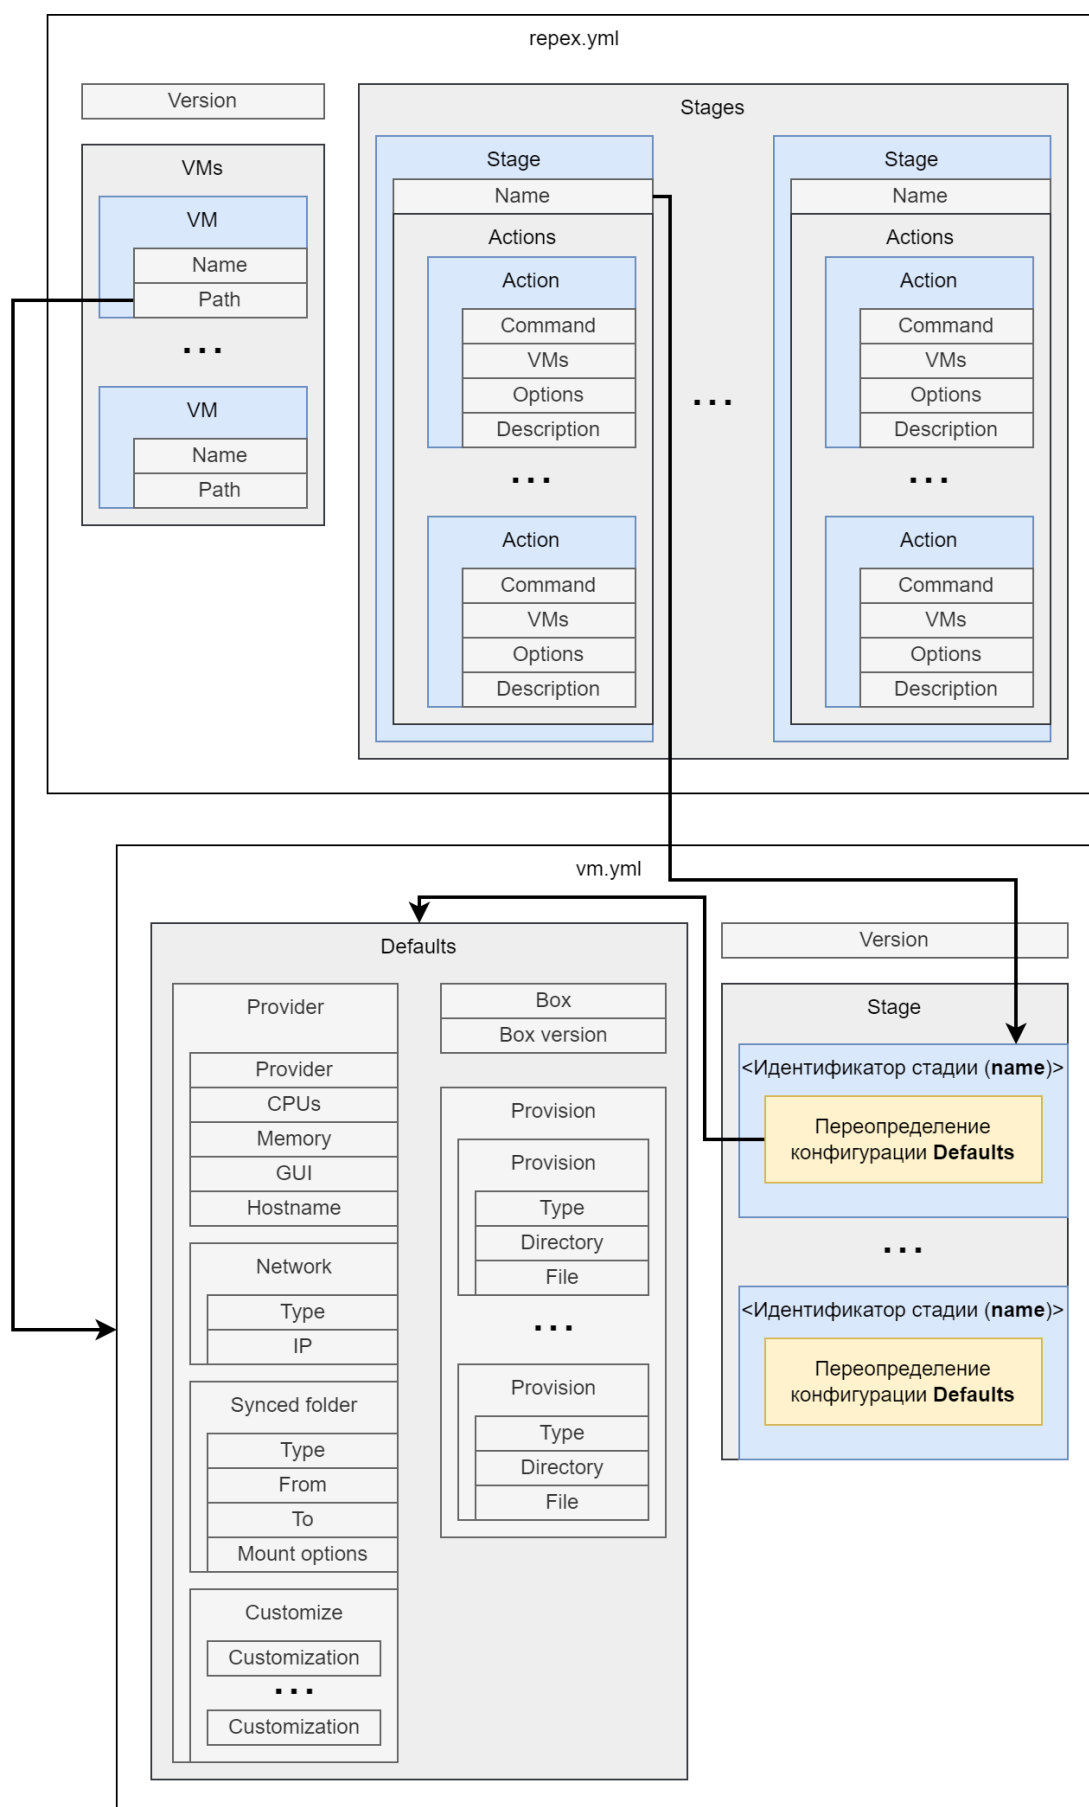 repex.yml
Version
VMs
VM
Name
Path
...
VM
Name
Path
Stages
Stage
Name
Actions
Action
Command
VMs
Options
Description
...
Action
Command
VMs
Options
Description
...
Stage
Name
Actions
Action
Command
VMs
Options
Description
...
Action
Command
VMs
Options
Description
vm.yml
Defaults
Provider
Provider
CPUs
Memory
GUI
Hostname
Network
Type
IP
Synced folder
Type
From
To
Mount options
Customize
Customization
...
Customization
Box
Box version
Provision
Provision
Type
Directory
File
...
Provision
Type
Directory
File
Version
Stage
<Идентификатор стадии (name)>
Переопределение
конфигурации Defaults
...
<Идентификатор стадии (name)>
Переопределение
конфигурации Defaults